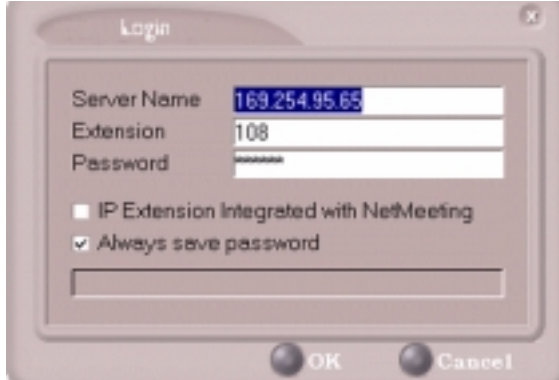 Login
Server Name 169.254.95.65
Extension 108
Password ******
IP Extension Integrated with NetMeeting
Always save password
OK Cancel